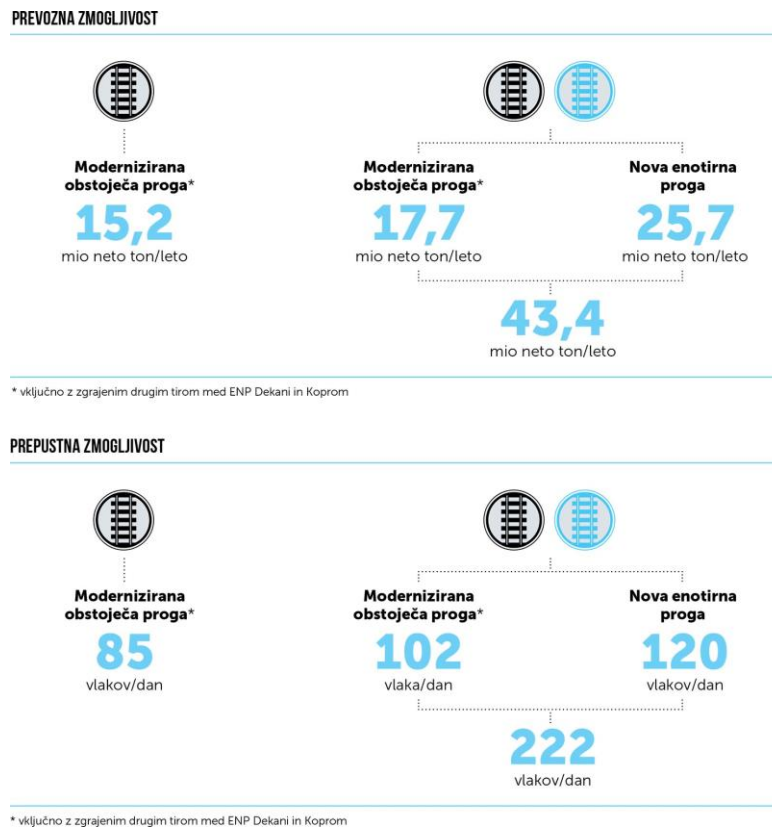 PREVOZNA ZMOGLJIVOST
Modernizirana
obstoječa proga*
15,2
mio neto ton/leto
Modernizirana
obstoječa proga*
17,7
mio neto ton/leto
Nova enotirna
proga
25,7
mio neto ton/leto
43,4
mio neto ton/leto
* vključno z zgrajenim drugim tirom med ENP Dekani in Koprom
PREPUSTNA ZMOGLJIVOST
Modernizirana
obstoječa proga*
85
vlakov/dan
Modernizirana
obstoječa proga*
102
vlaka/dan
Nova enotirna
proga
120
vlakov/dan
222
vlakov/dan
* vključno z zgrajenim drugim tirom med ENP Dekani in Koprom